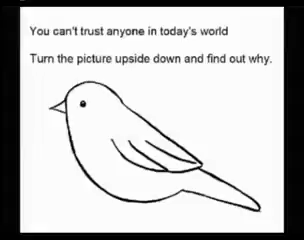 You can't trust anyone in today's world
Turn the picture upside down and find out why.